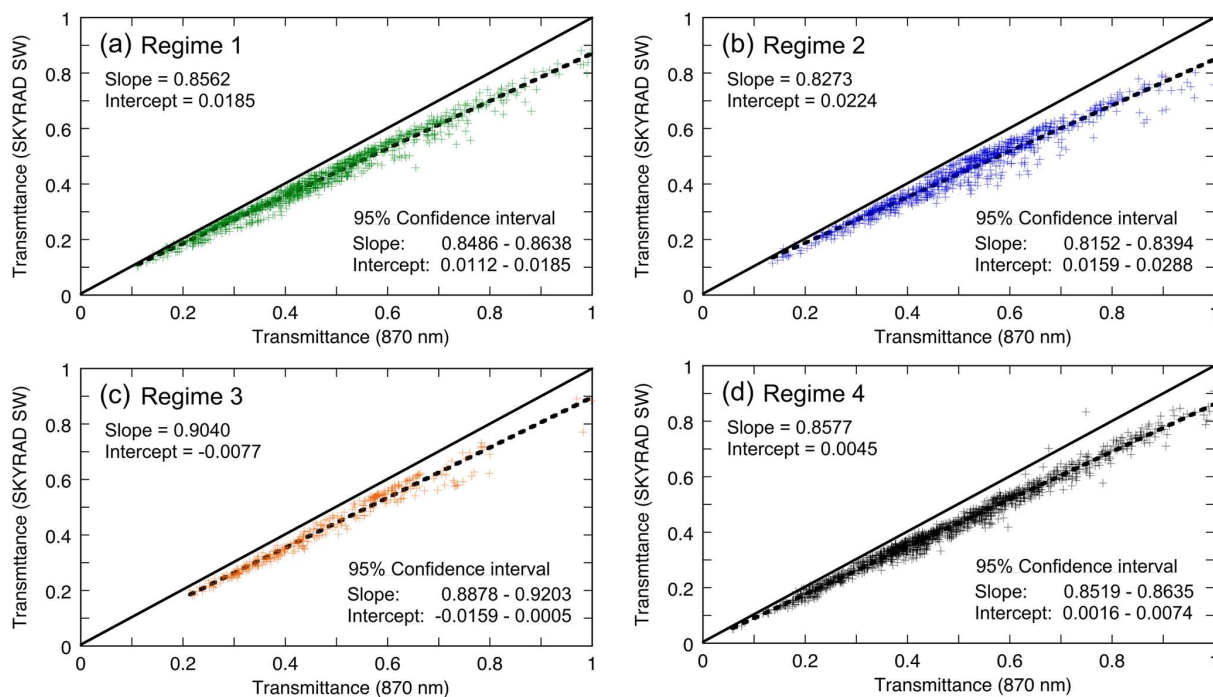 (a) Regime 1
Slope = 0.8562
Intercept = 0.0185
95% Confidence interval
Slope: 0.8486 - 0.8638
Intercept: 0.0112 - 0.0185
Transmttance (SKYRAD SW)
1
0.8
0.6
0.4
0.2
0
0.2
0.4
0.6
0.8
1
Transmittance (870 nm)
(b) Regime 2
Slope = 0.8273
Intercept = 0.0224
95% Confidence interval
Slope: 0.8152 - 0.8394
Intercept: 0.0159 - 0.0288
Transmttance (SKYRAD SW)
1
0.8
0.6
0.4
0.2
0
0
0.2
0.4
0.6
0.8
1
Transmittance (870 nm)
(c) Regime 3
Slope = 0.9040
Intercept = -0.0077
95% Confidence interval
Slope: 0.8878 - 0.9203
Intercept: -0.0159 - 0.0005
Transmttance (SKYRAD SW)
1
0.8
0.6
0.4
0.2
0
0
0.2
0.4
0.6
0.8
1
Transmittance (870 nm)
(d) Regime 4
Slope = 0.8577
Intercept = 0.0045
95% Confidence interval
Slope: 0.8519 - 0.8635
Intercept: 0.0016 - 0.0074
Transmttance (SKYRAD SW)
1
0.8
0.6
0.4
0.2
0
0
0.2
0.4
0.6
0.8
1
Transmittance (870 nm)